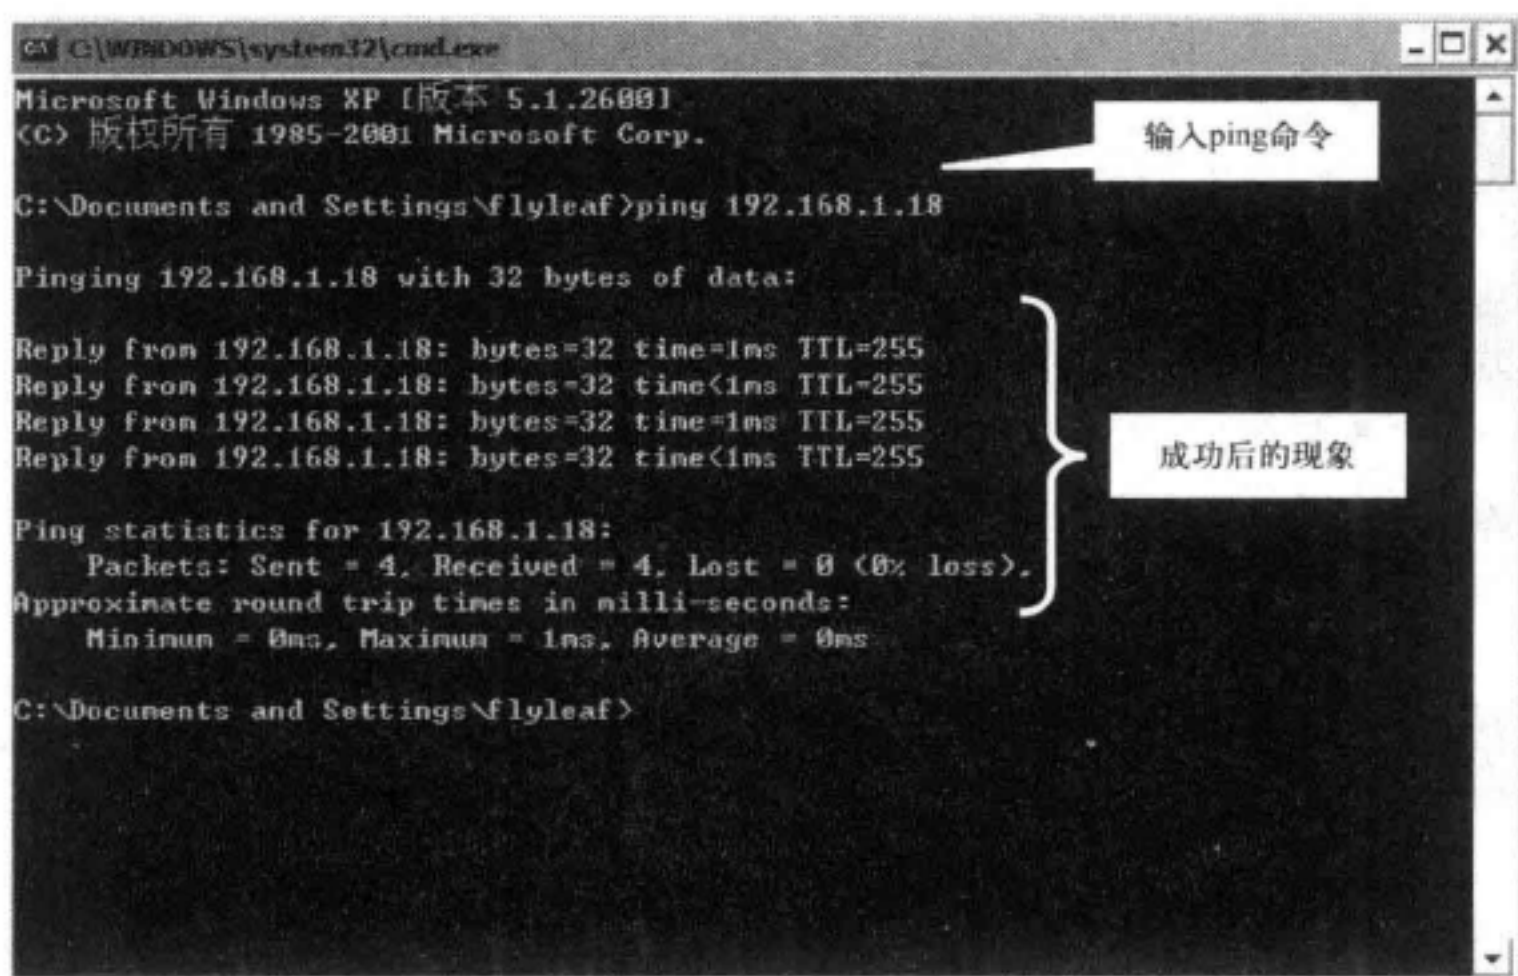 C:\WINDOWS\system32\cmd.exe
Microsoft Windows XP [版本 5.1.2600]
(C) 版权所有 1985-2001 Microsoft Corp.
输入ping命令
C:\Documents and Settings\flyleaf>ping 192.168.1.18
Pinging 192.168.1.18 with 32 bytes of data:
Reply from 192.168.1.18: bytes=32 time=1ms TTL=255
Reply from 192.168.1.18: bytes=32 time<1ms TTL=255
Reply from 192.168.1.18: bytes=32 time=1ms TTL=255
Reply from 192.168.1.18: bytes=32 time<1ms TTL=255
成功后的现象
Ping statistics for 192.168.1.18:
Packets: Sent = 4, Received = 4, Lost = 0 (0% loss),
Approximate round trip times in milli-seconds:
Minimum = 0ms, Maximum = 1ms, Average = 0ms
C:\Documents and Settings\flyleaf>